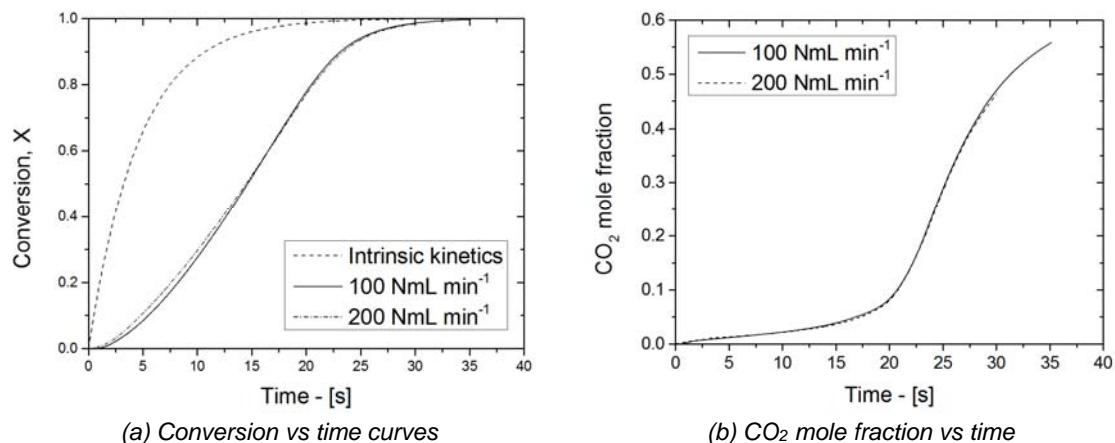 1.0
0.8
0.6
0.4
0.2
0.0
0 5 10 15 20 25 30 35 40
Conversion, X
Time - [s]
Intrinsic kinetics
100 NmL min⁻¹
200 NmL min⁻¹
(a) Conversion vs time curves
0.6
0.5
0.4
0.3
0.2
0.1
0.0
0 5 10 15 20 25 30 35 40
CO₂ mole fraction
Time - [s]
100 NmL min⁻¹
200 NmL min⁻¹
(b) CO₂ mole fraction vs time